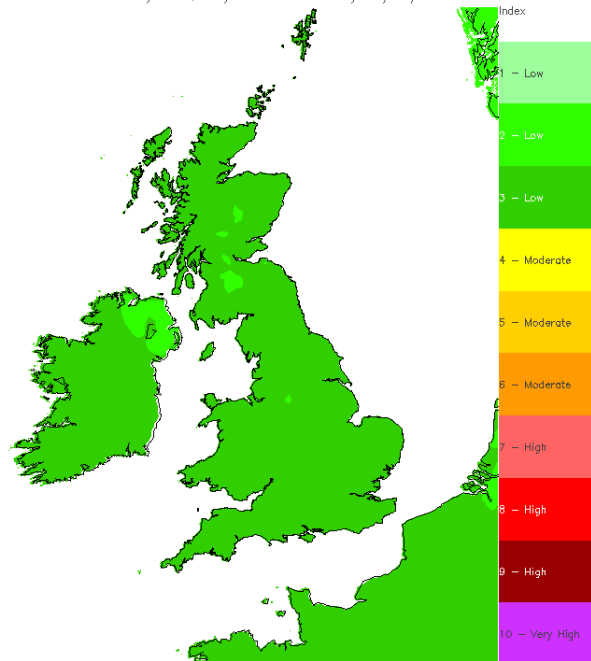 Index
1 - Low
2 - Low
3 - Low
4 - Moderate
5 - Moderate
6 - Moderate
7 - High
8 - High
9 - High
10 - Very High